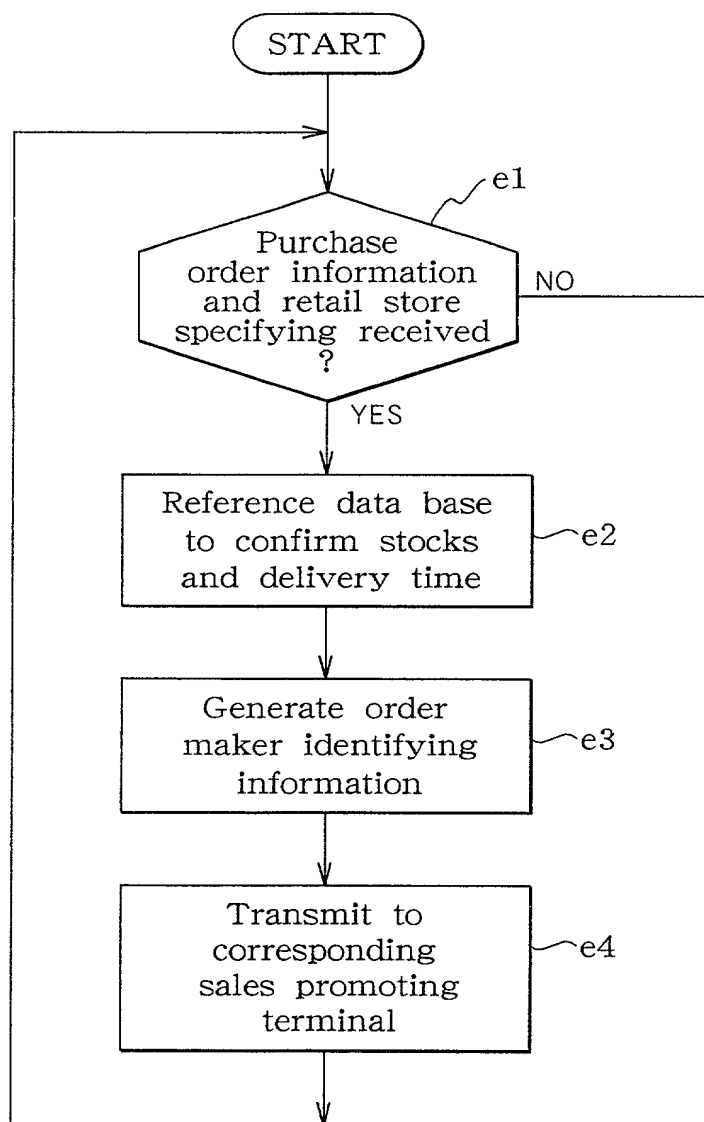 START
e1
Purchase
order information
and retail store
specifying received
?
NO
YES
Reference data base
to confirm stocks
and delivery time
e2
Generate order
maker identifying
information
e3
Transmit to
corresponding
sales promoting
terminal
e4